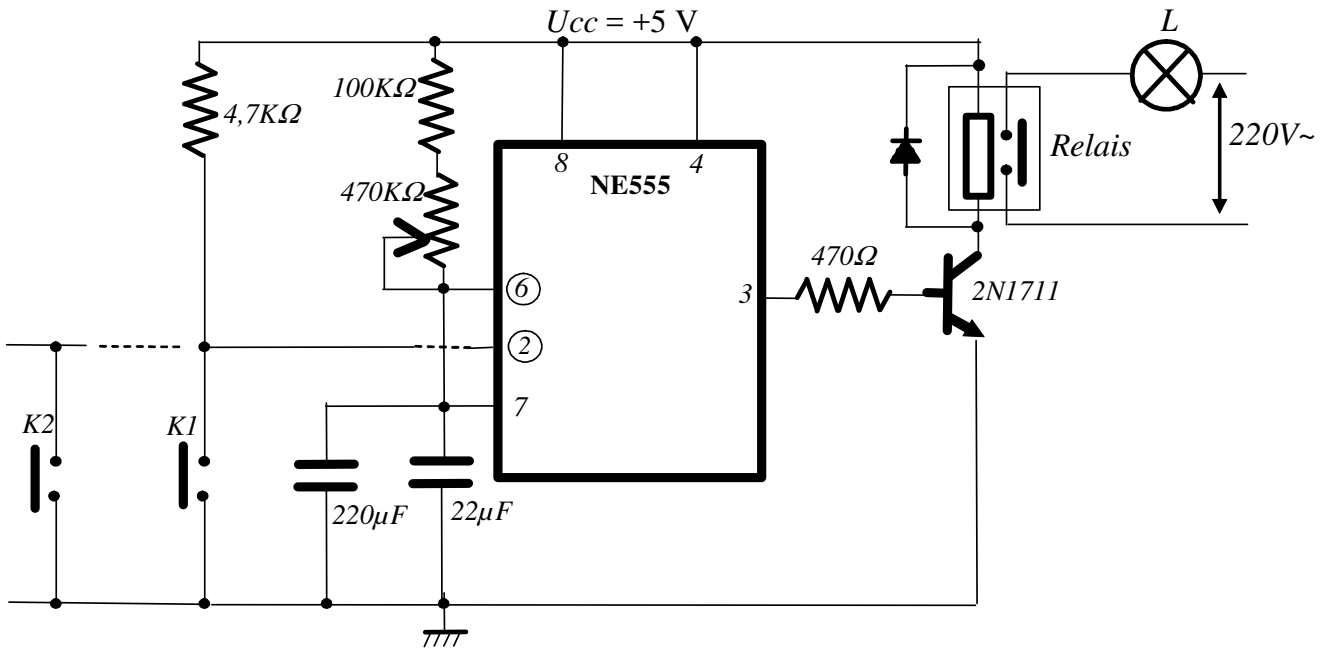 Ucc = +5 V
L
100KΩ
4,7KΩ
220V~
8
4
Relais
NE555
470KΩ
470Ω
6
3
2N1711
2
7
K2
K1
220µF
22µF